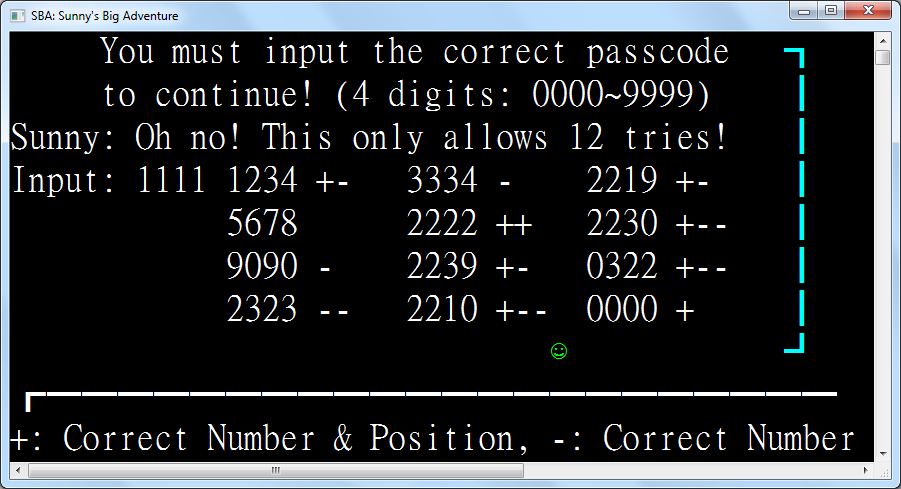 SBA: Sunny's Big Adventure
You must input the correct passcode
to continue! (4 digits: 0000~9999)
Sunny: Oh no! This only allows 12 tries!
Input: 1111 1234 +- 3334 - 2219 +-
5678 2222 ++ 2230 +--
9090 - 2239 +- 0322 +--
2323 -- 2210 +-- 0000 +
+: Correct Number & Position, -: Correct Number